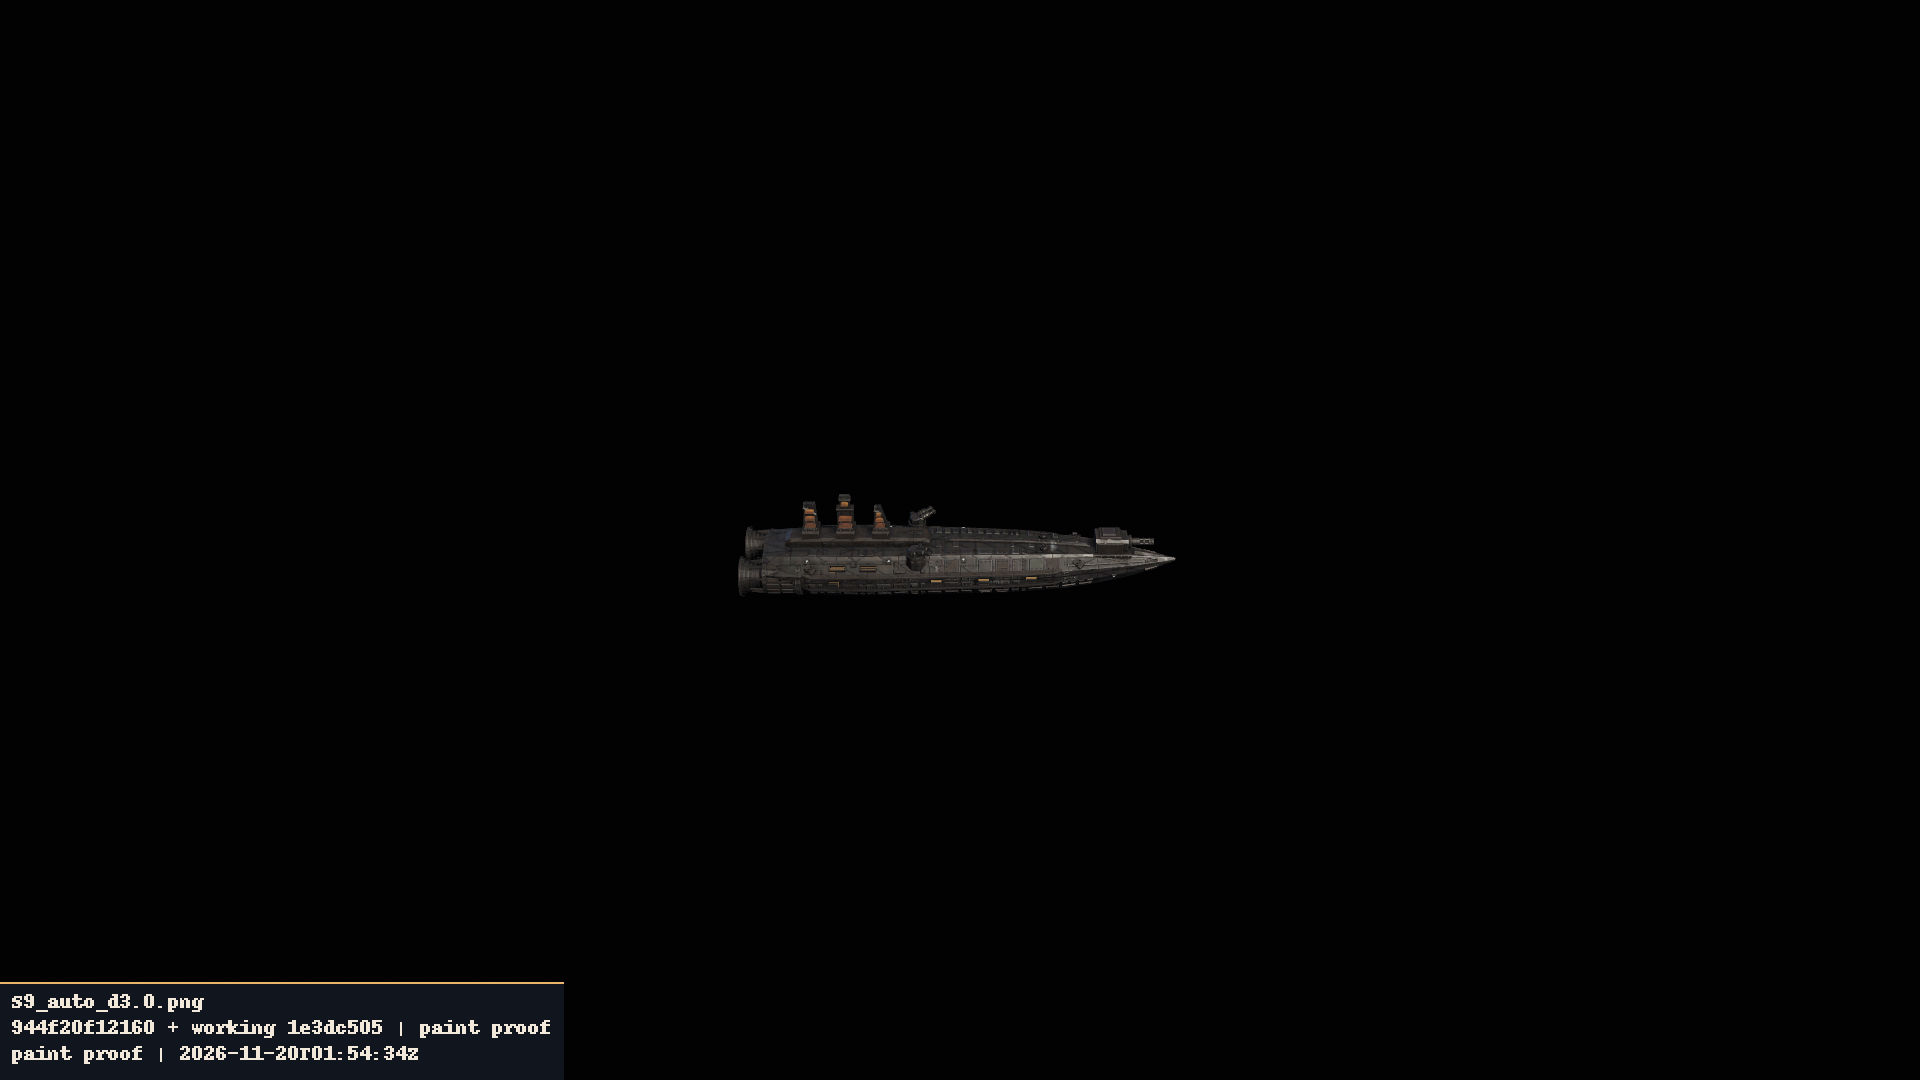 s9_auto_d3.0.png
944f20f12160 + working 1e3dc505 | paint proof
paint proof | 2026-11-20T01:54:34Z